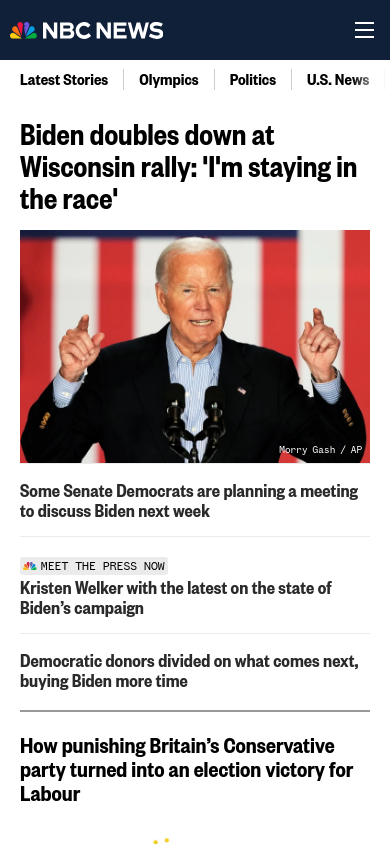 NBC NEWS
Latest Stories
Olympics
Politics
U.S. News
Biden doubles down at
Wisconsin rally: 'I'm staying in
the race'
Morry Gash / AP
Some Senate Democrats are planning a meeting
to discuss Biden next week
MEET THE PRESS NOW
Kristen Welker with the latest on the state of
Biden’s campaign
Democratic donors divided on what comes next,
buying Biden more time
How punishing Britain’s Conservative
party turned into an election victory for
Labour